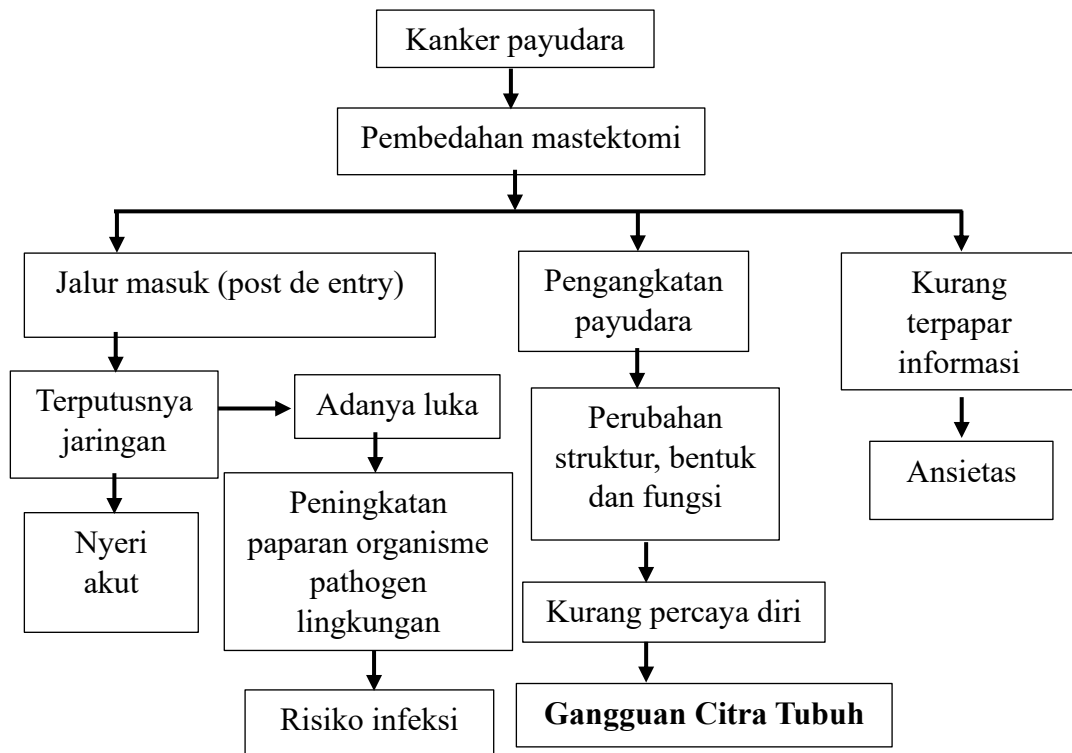 Kanker payudara
Pembedahan mastektomi
Jalur masuk (post de entry)
Terputusnya
jaringan
Nyeri
akut
Adanya luka
Peningkatan
paparan organisme
pathogen
lingkungan
Risiko infeksi
Pengangkatan
payudara
Perubahan
struktur, bentuk
dan fungsi
Kurang percaya diri
Gangguan Citra Tubuh
Kurang
terpapar
informasi
Ansietas